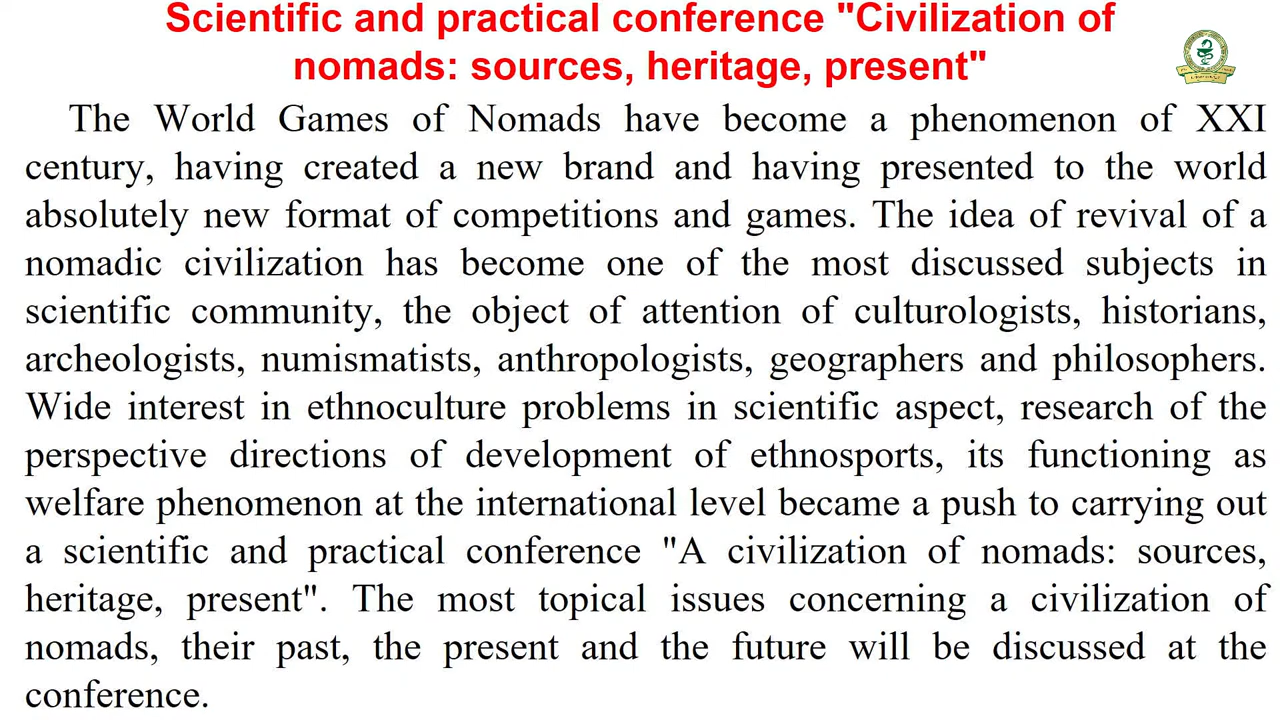 Scientific and practical conference "Civilization of
nomads: sources, heritage, present"
The World Games of Nomads have become a phenomenon of XXI
century, having created a new brand and having presented to the world
absolutely new format of competitions and games. The idea of revival of a
nomadic civilization has become one of the most discussed subjects in
scientific community, the object of attention of culturologists, historians,
archeologists, numismatists, anthropologists, geographers and philosophers.
Wide interest in ethnoculture problems in scientific aspect, research of the
perspective directions of development of ethnosports, its functioning as
welfare phenomenon at the international level became a push to carrying out
a scientific and practical conference "A civilization of nomads: sources,
heritage, present". The most topical issues concerning a civilization of
nomads, their past, the present and the future will be discussed at the
conference.